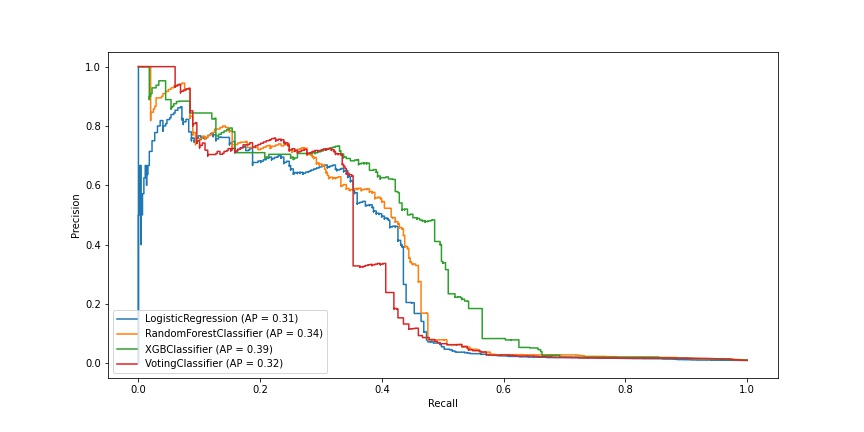 1.0
0.8
0.6
0.4
0.2
0.0
Precision
LogisticRegression (AP = 0.31)
RandomForestClassifier (AP = 0.34)
XGBClassifier (AP = 0.39)
VotingClassifier (AP = 0.32)
0.0 0.2 0.4 0.6 0.8 1.0
Recall